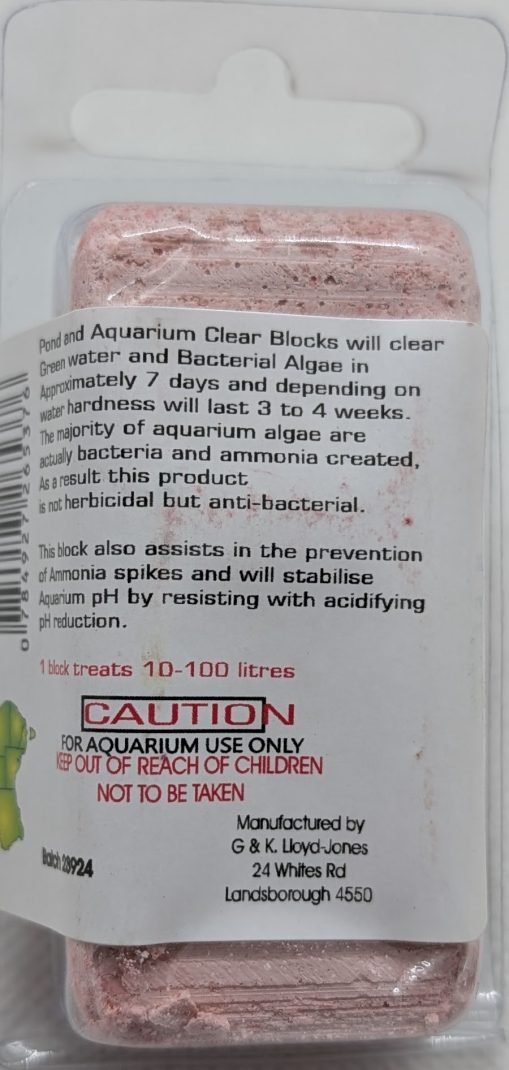 Pond and Aquarium Clear Blocks will clear
Green water and Bacterial Algae in
Approximately 7 days and depending on
water hardness will last 3 to 4 weeks.
The majority of aquarium algae are
actually bacteria and ammonia created,
As a result this product
is not herbicidal but anti-bacterial.
This block also assists in the prevention
of Ammonia spikes and will stabilise
Aquarium pH by resisting with acidifying
pH reduction.
1 block treats 10-100 litres
CAUTION
FOR AQUARIUM USE ONLY
KEEP OUT OF REACH OF CHILDREN
NOT TO BE TAKEN
Manufactured by
G & K. Lloyd-Jones
24 Whites Rd
Landsborough 4550
Batch 28924
0 784927 265376